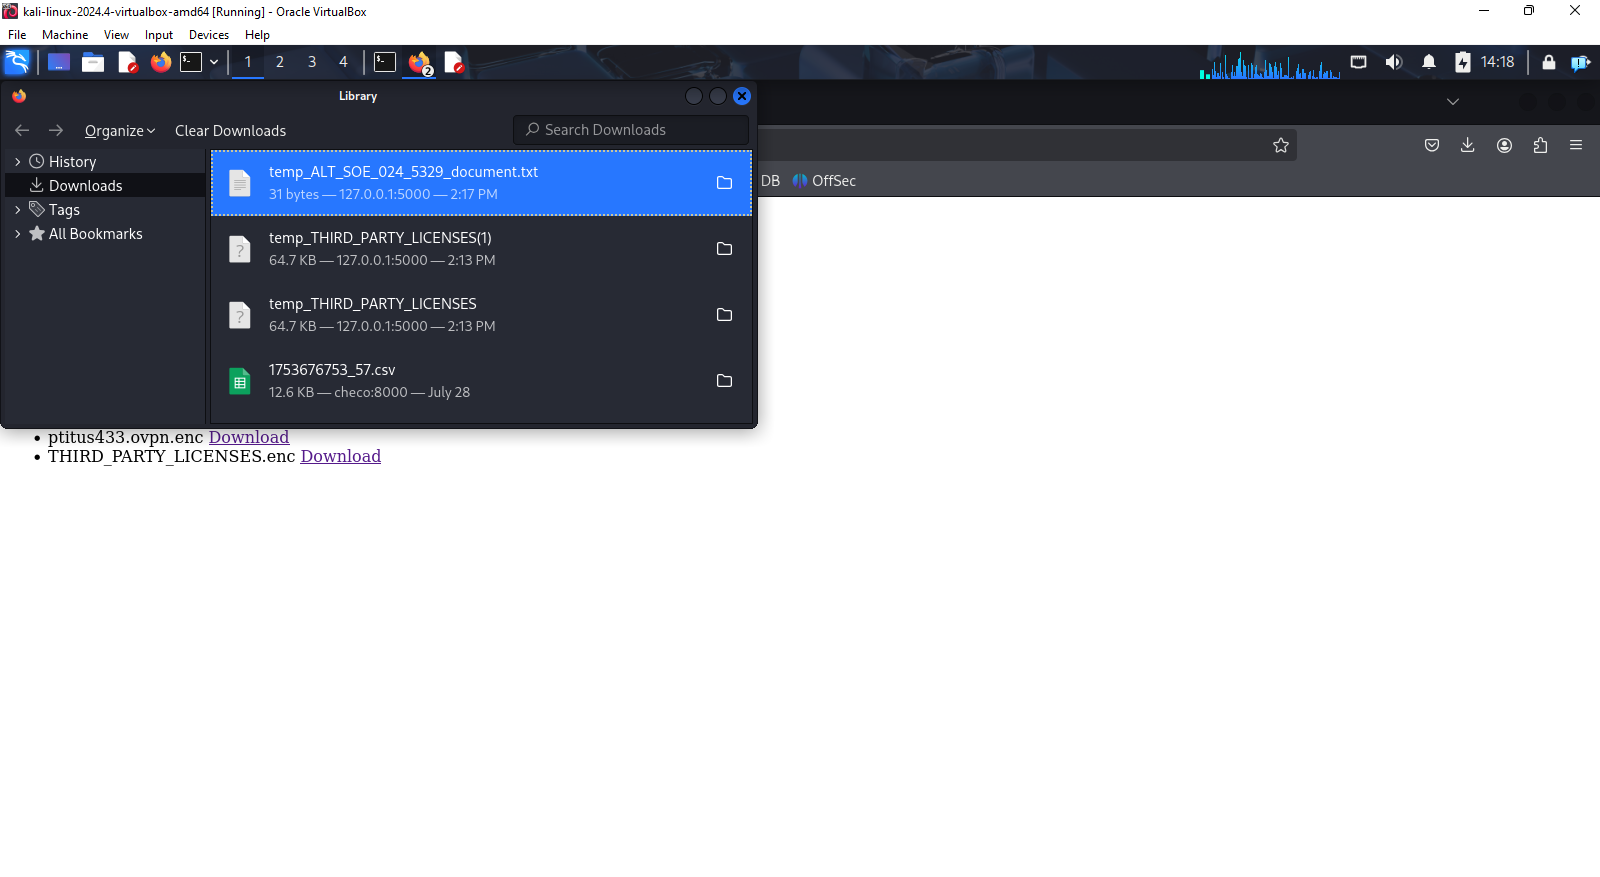 kali-linux-2024.4-virtualbox-amd64 [Running] - Oracle VirtualBox
File Machine View Input Devices Help
1 2 3 4 2 14:18
Library
Organize Clear Downloads Search Downloads
History
Downloads
Tags
All Bookmarks
temp_ALT_SOE_024_5329_document.txt
31 bytes — 127.0.0.1:5000 — 2:17 PM
temp_THIRD_PARTY_LICENSES(1)
64.7 KB — 127.0.0.1:5000 — 2:13 PM
temp_THIRD_PARTY_LICENSES
64.7 KB — 127.0.0.1:5000 — 2:13 PM
1753676753_57.csv
12.6 KB — checo:8000 — July 28
DB OffSec
• ptitus433.ovpn.enc Download
• THIRD_PARTY_LICENSES.enc Download